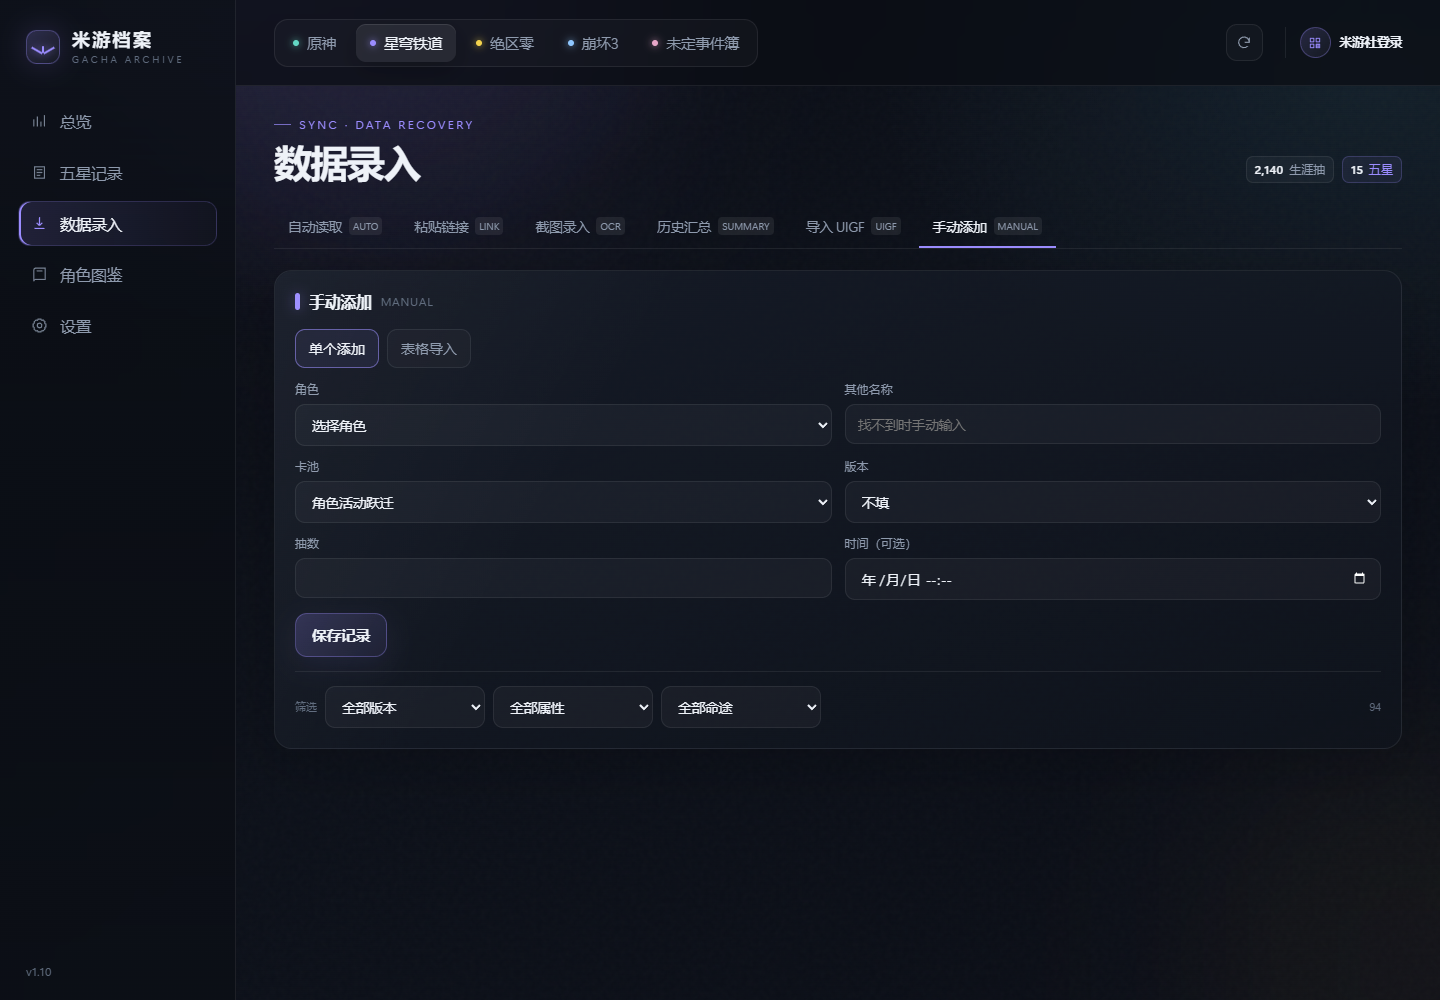 米游档案
GACHA ARCHIVE
原神
星穹铁道
绝区零
崩坏3
未定事件簿
米游社登录
总览
五星记录
数据录入
角色图鉴
设置
v1.10
SYNC · DATA RECOVERY
数据录入
2,140 生涯抽
15 五星
自动读取 AUTO
粘贴链接 LINK
截图录入 OCR
历史汇总 SUMMARY
导入 UIGF UIGF
手动添加 MANUAL
手动添加 MANUAL
单个添加
表格导入
角色
选择角色
其他名称
找不到时手动输入
卡池
角色活动跃迁
版本
不填
抽数
时间（可选）
年 /月/日 --:--
保存记录
筛选
全部版本
全部属性
全部命途
94